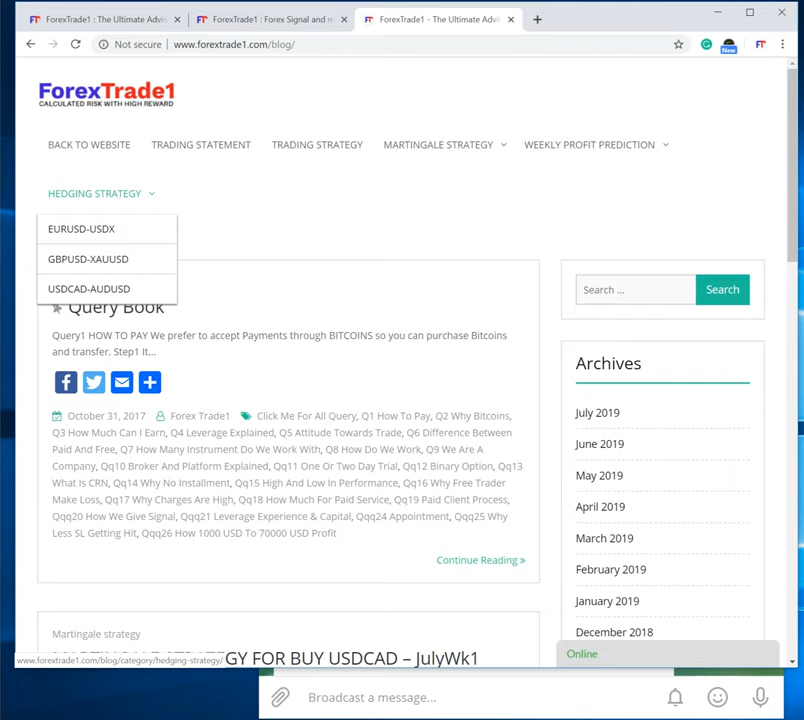 ForexTrade1 : The Ultimate Advis
ForexTrade1 : Forex Signal and m
ForexTrade1 - The Ultimate Advi
Not secure
www.forextrade1.com/blog/
New
ForexTrade1
CALCULATED RISK WITH HIGH REWARD
BACK TO WEBSITE
TRADING STATEMENT
TRADING STRATEGY
MARTINGALE STRATEGY
WEEKLY PROFIT PREDICTION
HEDGING STRATEGY
EURUSD-USDX
GBPUSD-XAUUSD
USDCAD-AUDUSD
Query Book
Query1 HOW TO PAY We prefer to accept Payments through BITCOINS so you can purchase Bitcoins
and transfer. Step1 It...
October 31, 2017 Forex Trade1 Click Me For All Query, Q1 How To Pay, Q2 Why Bitcoins,
Q3 How Much Can I Earn, Q4 Leverage Explained, Q5 Attitude Towards Trade, Q6 Difference Between
Paid And Free, Q7 How Many Instrument Do We Work With, Q8 How Do We Work, Q9 We Are A
Company, Qq10 Broker And Platform Explained, Qq11 One Or Two Day Trial, Qq12 Binary Option, Qq13
What Is CRN, Qq14 Why No Installment, Qq15 High And Low In Performance, Qq16 Why Free Trader
Make Loss, Qq17 Why Charges Are High, Qq18 How Much For Paid Service, Qq19 Paid Client Process,
Qqq20 How We Give Signal, Qqq21 Leverage Experience & Capital, Qqq24 Appointment, Qqq25 Why
Less SL Getting Hit, Qqq26 How 1000 USD To 70000 USD Profit
Continue Reading »
Search ...
Search
Archives
July 2019
June 2019
May 2019
April 2019
March 2019
February 2019
January 2019
December 2018
Martingale strategy
GY FOR BUY USDCAD – JulyWk1
www.forextrade1.com/blog/category/hedging-strategy/
Online
Broadcast a message...